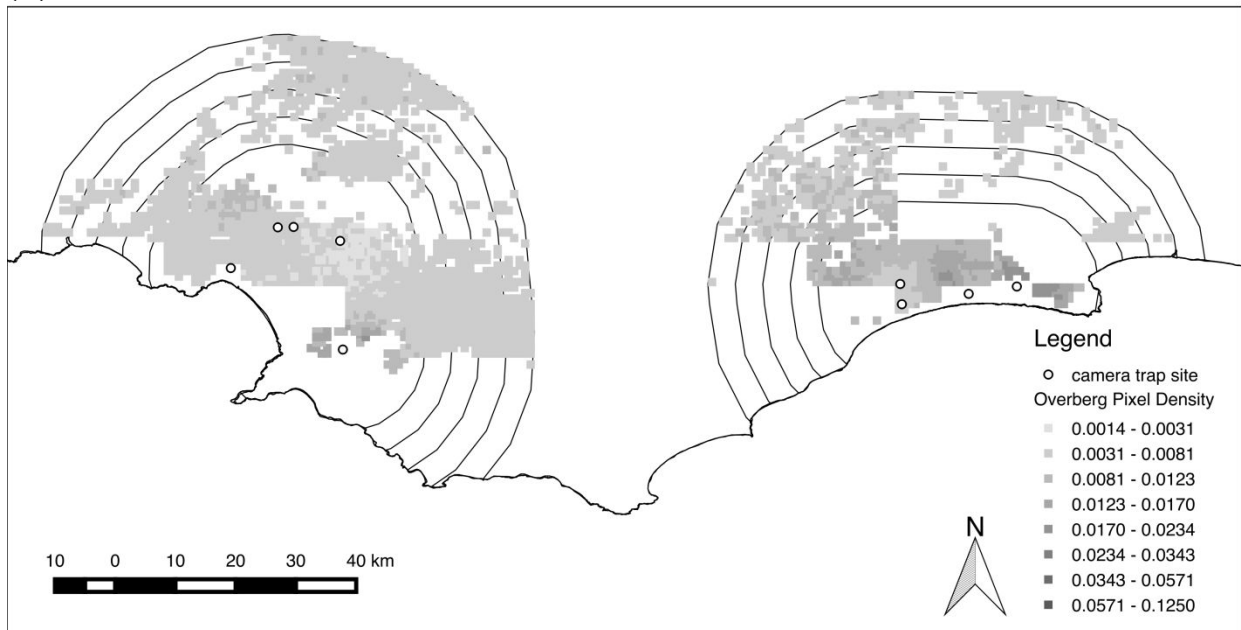 Legend
camera trap site
Overberg Pixel Density
0.0014 - 0.0031
0.0031 - 0.0081
0.0081 - 0.0123
0.0123 - 0.0170
0.0170 - 0.0234
0.0234 - 0.0343
0.0343 - 0.0571
0.0571 - 0.1250
N
10 0 10 20 30 40 km